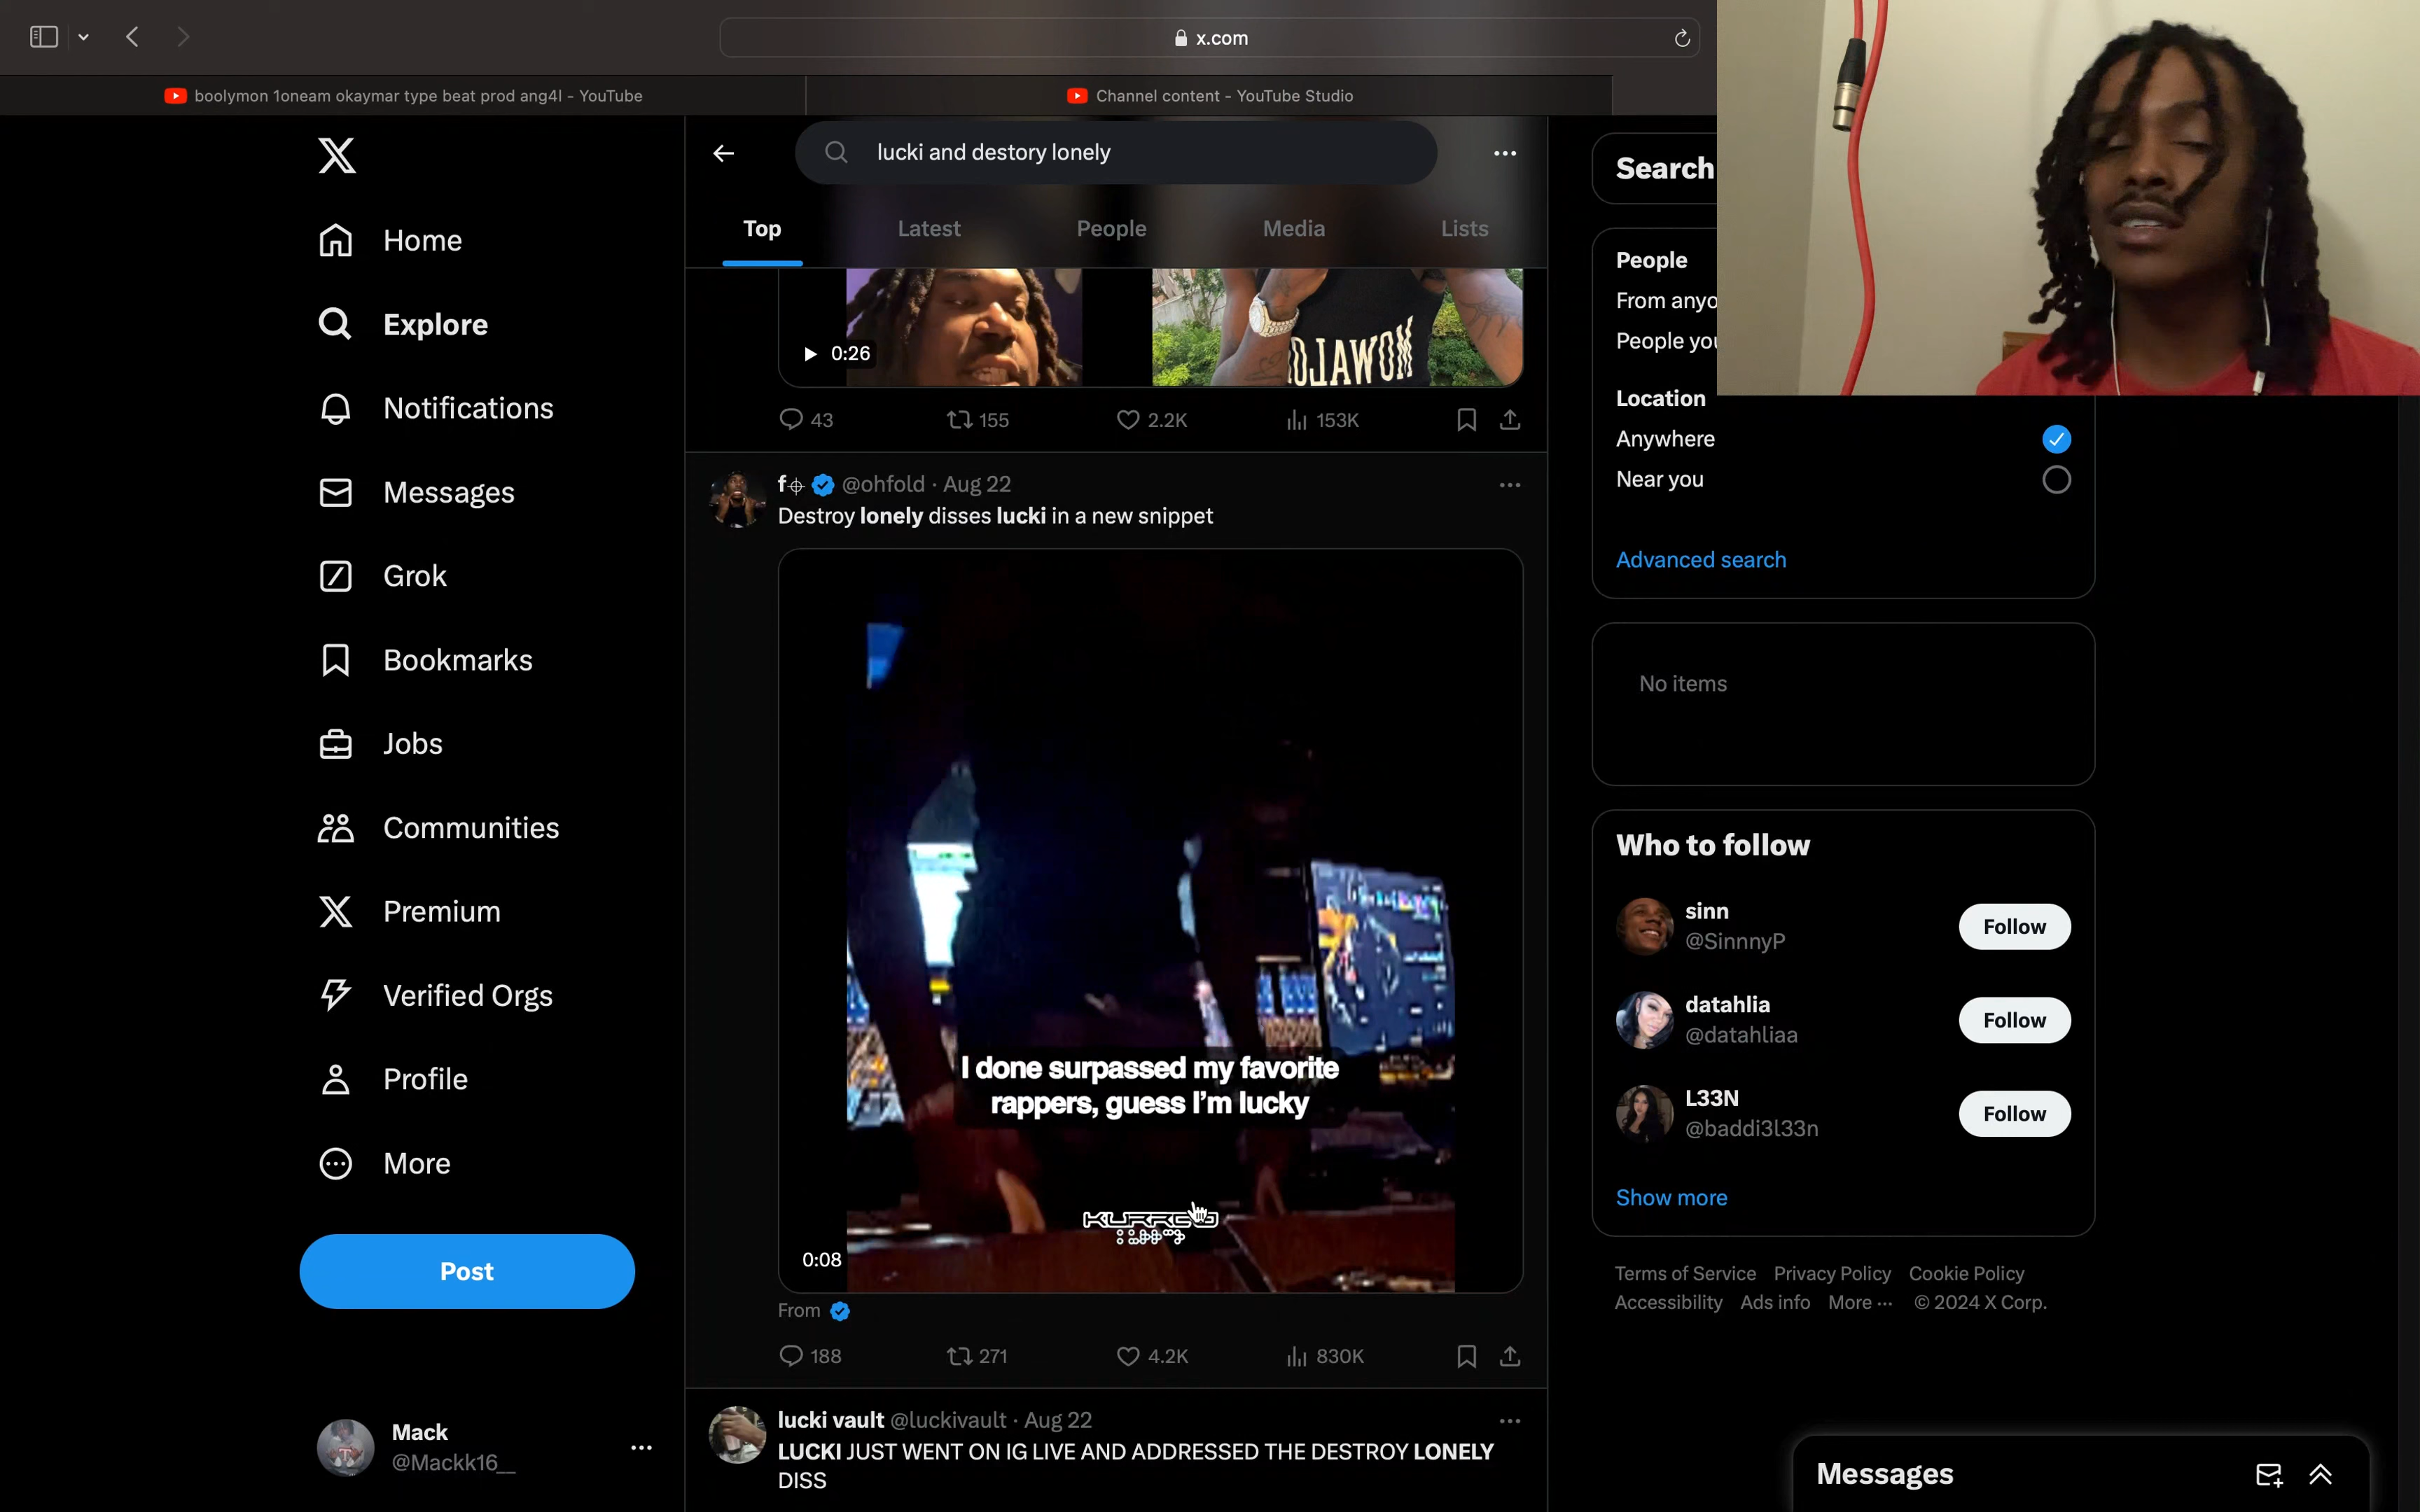 x.com
boolymon 1oneam okaymar type beat prod ang4l - YouTube
Channel content - YouTube Studio
lucki and destory lonely
Top
Latest
People
Media
Lists
Home
Explore
Notifications
Messages
Grok
Bookmarks
Jobs
Communities
Premium
Verified Orgs
Profile
More
Post
Mack
@Mackk16__
0:26
MOWALO
43
155
2.2K
153K
@ohfold · Aug 22
Destroy lonely disses lucki in a new snippet
I done surpassed my favorite
rappers, guess I'm lucky
0:08
From
188
271
4.2K
830K
lucki vault @luckivault · Aug 22
LUCKI JUST WENT ON IG LIVE AND ADDRESSED THE DESTROY LONELY
DISS
Search
People
From anyo
People you
Location
Anywhere
Near you
Advanced search
No items
Who to follow
sinn
@SinnnyP
Follow
datahlia
@datahliaa
Follow
L33N
@baddi3l33n
Follow
Show more
Terms of Service Privacy Policy Cookie Policy
Accessibility Ads info More ··· © 2024 X Corp.
Messages